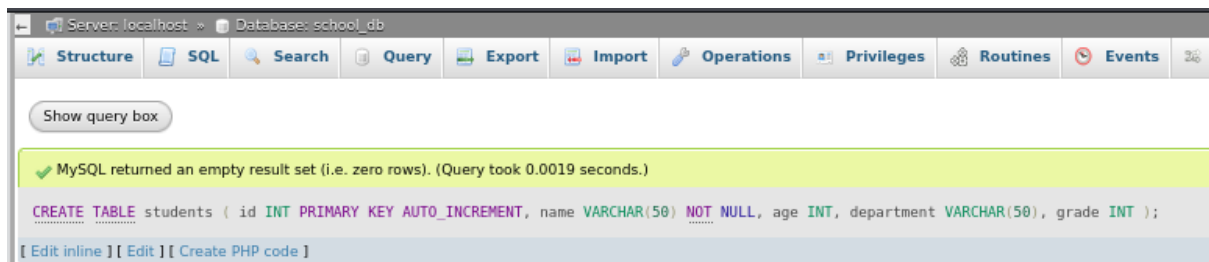 ← Server: localhost » Database: school_db
Structure SQL Search Query Export Import Operations Privileges Routines Events
Show query box
MySQL returned an empty result set (i.e. zero rows). (Query took 0.0019 seconds.)
CREATE TABLE students ( id INT PRIMARY KEY AUTO_INCREMENT, name VARCHAR(50) NOT NULL, age INT, department VARCHAR(50), grade INT );
[ Edit inline ] [ Edit ] [ Create PHP code ]